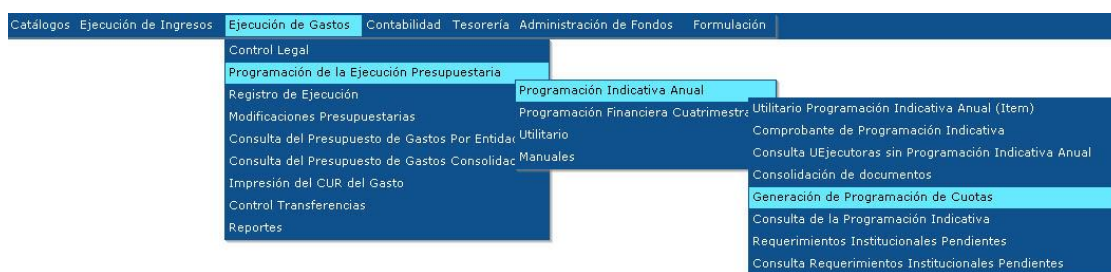 Catálogos Ejecución de Ingresos Ejecución de Gastos Contabilidad Tesorería Administración de Fondos Formulación
Control Legal
Programación de la Ejecución Presupuestaria
Registro de Ejecución
Modificaciones Presupuestarias
Consulta del Presupuesto de Gastos Por Entidad
Consulta del Presupuesto de Gastos Consolidac
Impresión del CUR del Gasto
Control Transferencias
Reportes
Programación Indicativa Anual
Programación Financiera Cuatrimestra
Utilitario
Manuales
Utilitario Programación Indicativa Anual (Item)
Comprobante de Programación Indicativa
Consulta UEjecutoras sin Programación Indicativa Anual
Consolidación de documentos
Generación de Programación de Cuotas
Consulta de la Programación Indicativa
Requerimientos Institucionales Pendientes
Consulta Requerimientos Institucionales Pendientes